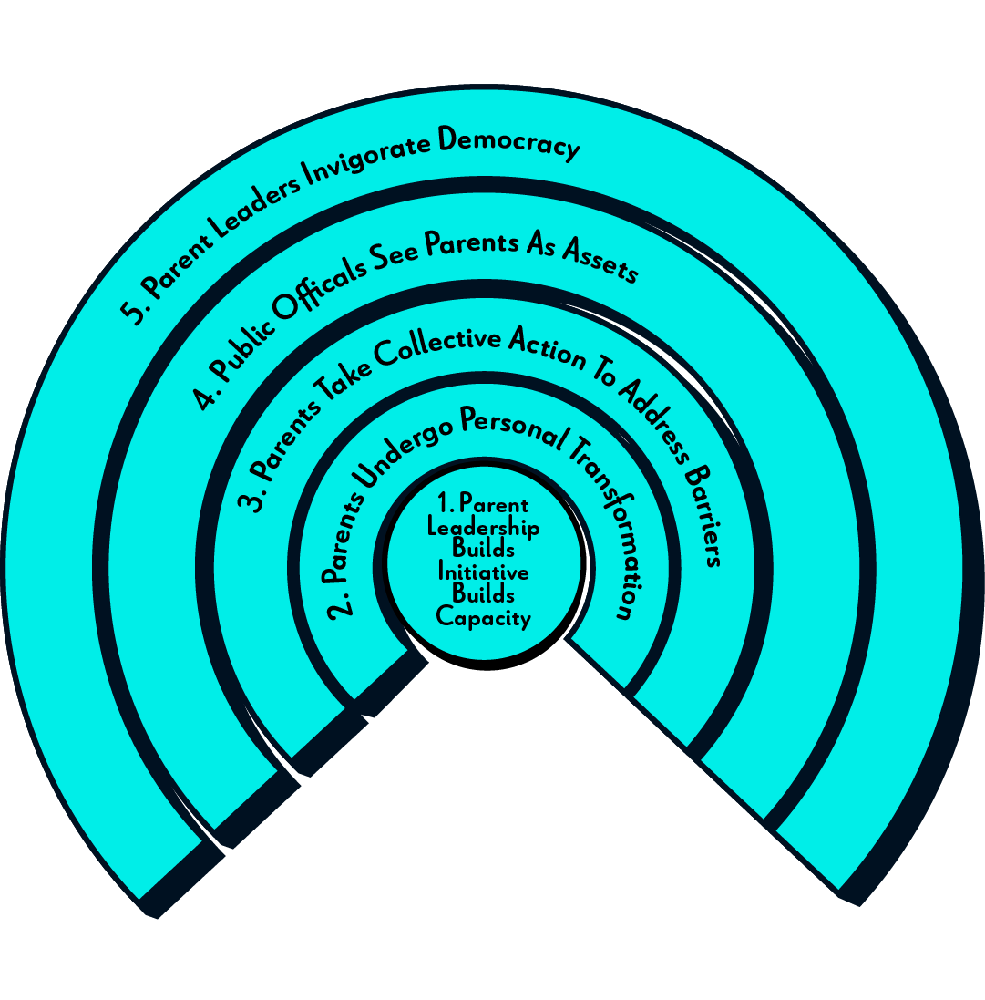 5. Parent Leaders Invigorate Democracy
4. Public Officals See Parents As Assets
3. Parents Take Collective Action To Address Barriers
2. Parents Undergo Personal Transformation
1. Parent
Leadership
Builds
Initiative
Builds
Capacity